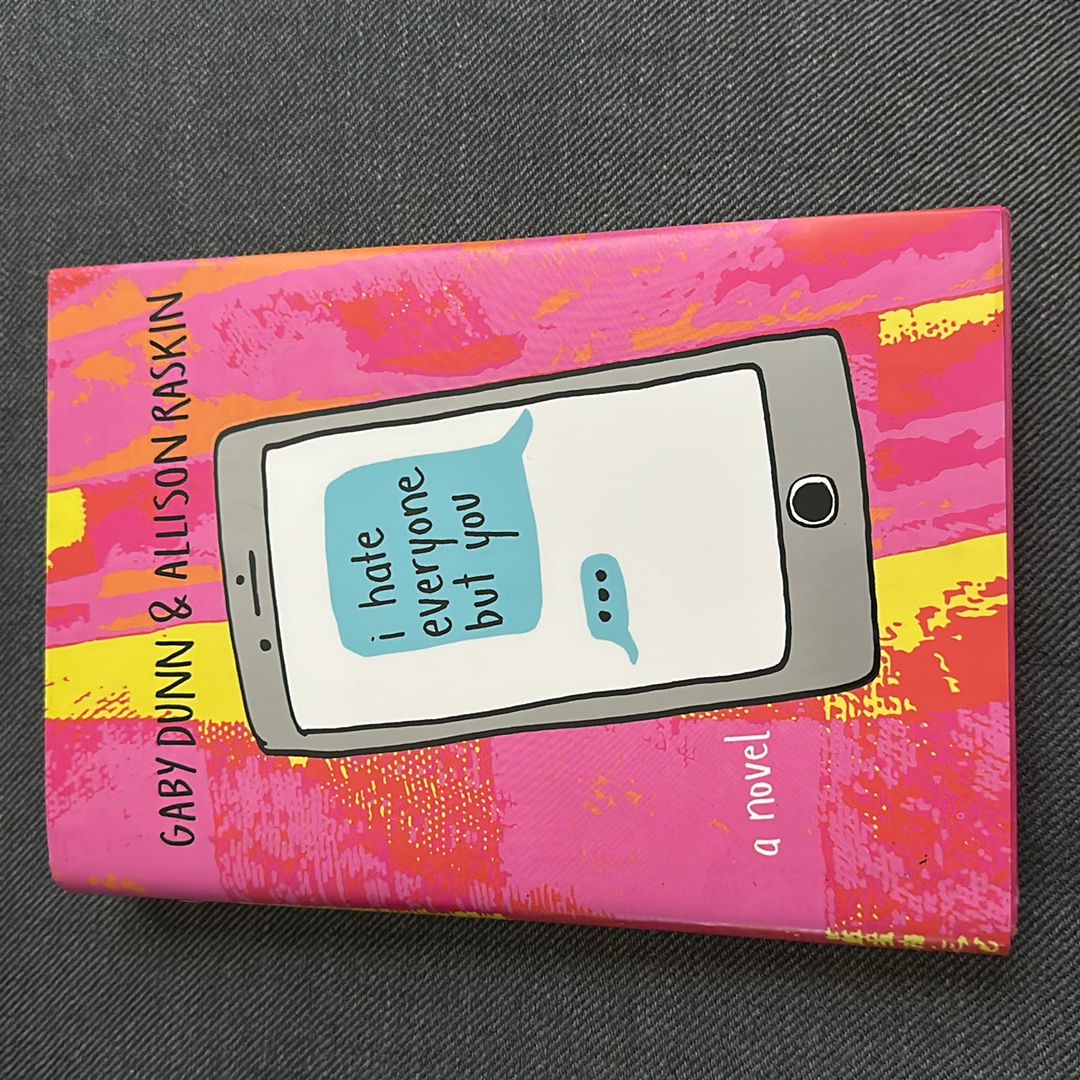 GABY DUNN & ALLISON RASKIN
i hate
everyone
but you
a novel